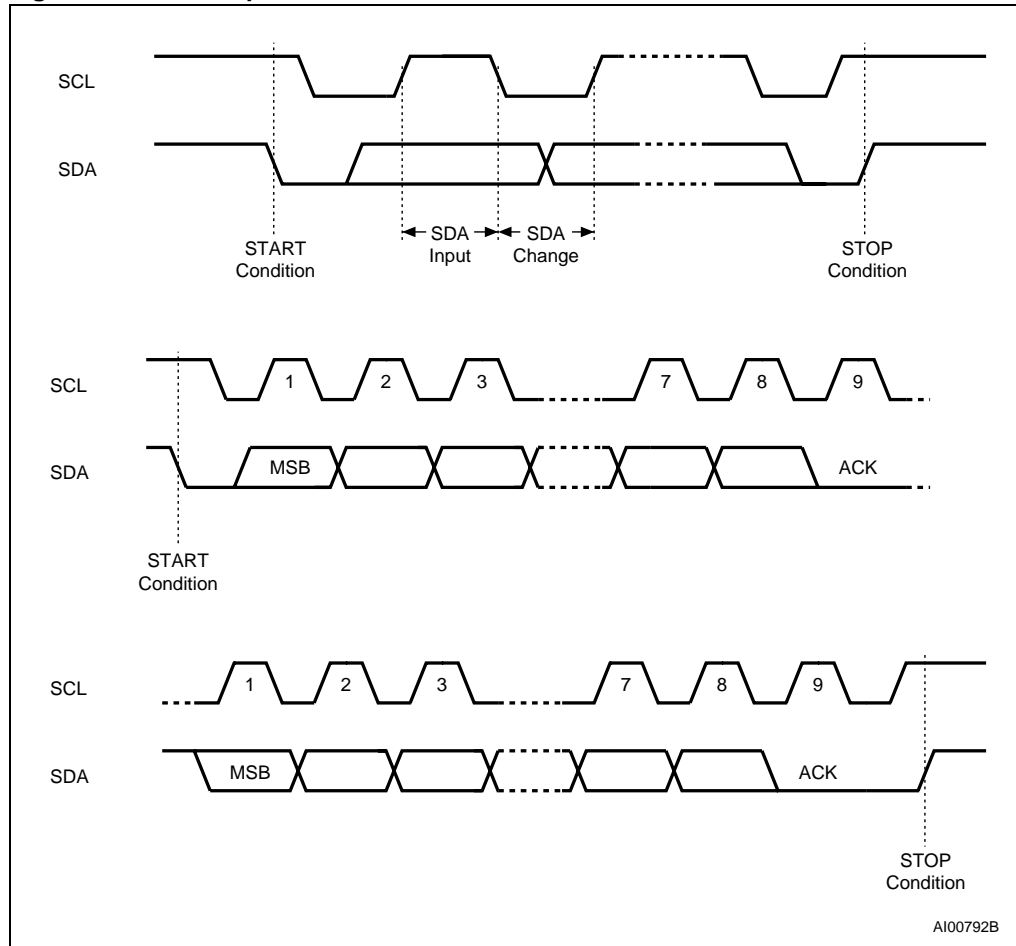 SCL
SDA
START
Condition
SDA
Input
SDA
Change
STOP
Condition
SCL
1 2 3 7 8 9
SDA
MSB ACK
START
Condition
SCL
1 2 3 7 8 9
SDA
MSB ACK
STOP
Condition
AI00792B